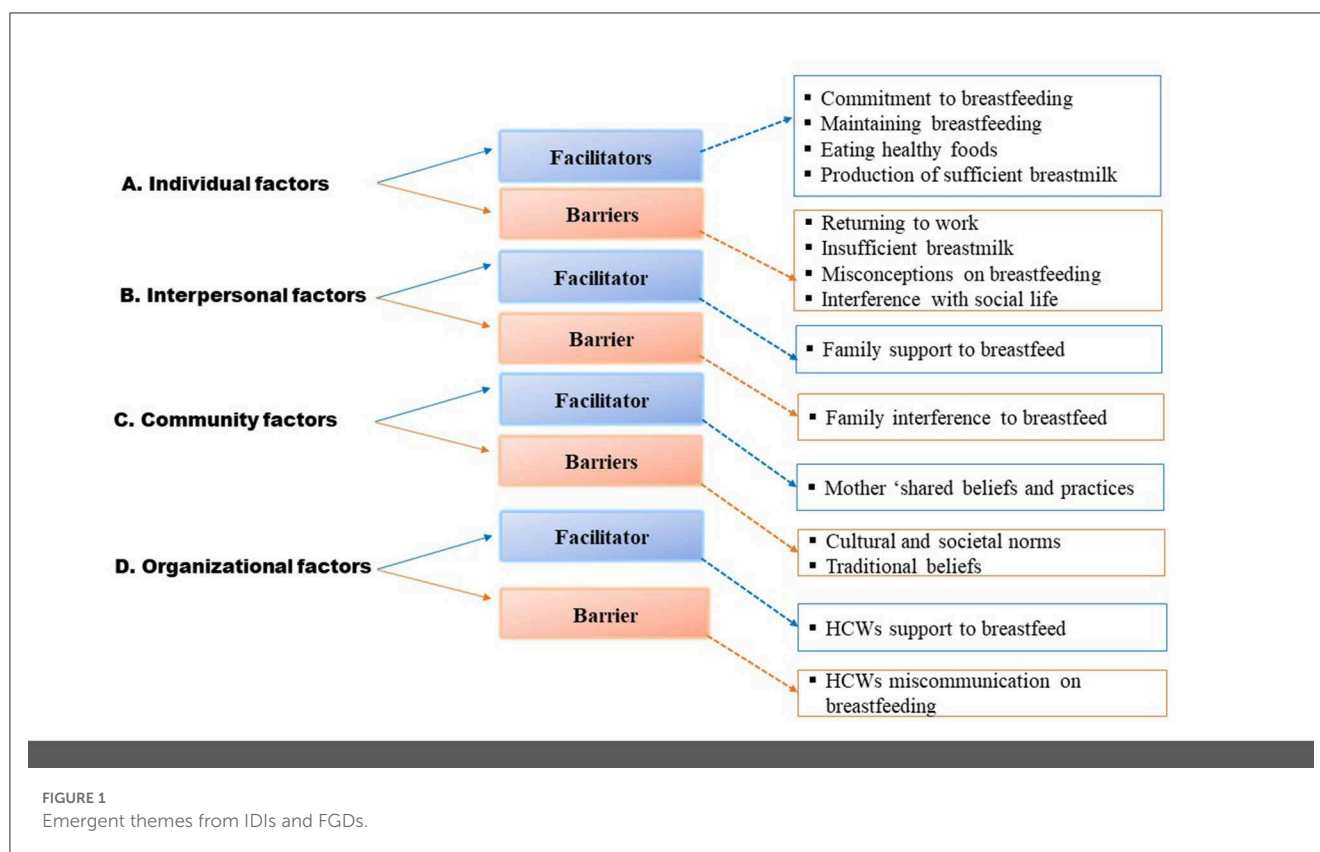 A. Individual factors
Facilitators
▪ Commitment to breastfeeding
▪ Maintaining breastfeeding
▪ Eating healthy foods
▪ Production of sufficient breastmilk
Barriers
▪ Returning to work
▪ Insufficient breastmilk
▪ Misconceptions on breastfeeding
▪ Interference with social life
B. Interpersonal factors
Facilitator
▪ Family support to breastfeed
Barrier
▪ Family interference to breastfeed
C. Community factors
Facilitator
▪ Mother ‘shared beliefs and practices
Barriers
▪ Cultural and societal norms
▪ Traditional beliefs
D. Organizational factors
Facilitator
▪ HCWs support to breastfeed
Barrier
▪ HCWs miscommunication on
breastfeeding
FIGURE 1
Emergent themes from IDIs and FGDs.